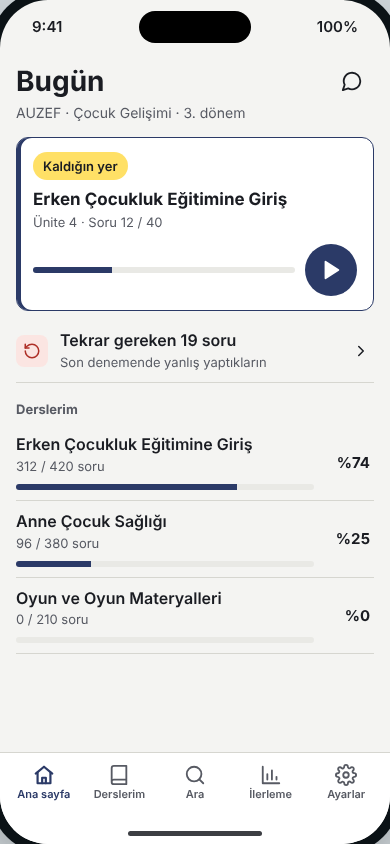 9:41
100%
Bugün
AUZEF · Çocuk Gelişimi · 3. dönem
Kaldığın yer
Erken Çocukluk Eğitimine Giriş
Ünite 4 · Soru 12 / 40
Tekrar gereken 19 soru
Son denemende yanlış yaptıkların
Derslerim
Erken Çocukluk Eğitimine Giriş
312 / 420 soru
%74
Anne Çocuk Sağlığı
96 / 380 soru
%25
Oyun ve Oyun Materyalleri
0 / 210 soru
%0
Ana sayfa
Derslerim
Ara
İlerleme
Ayarlar